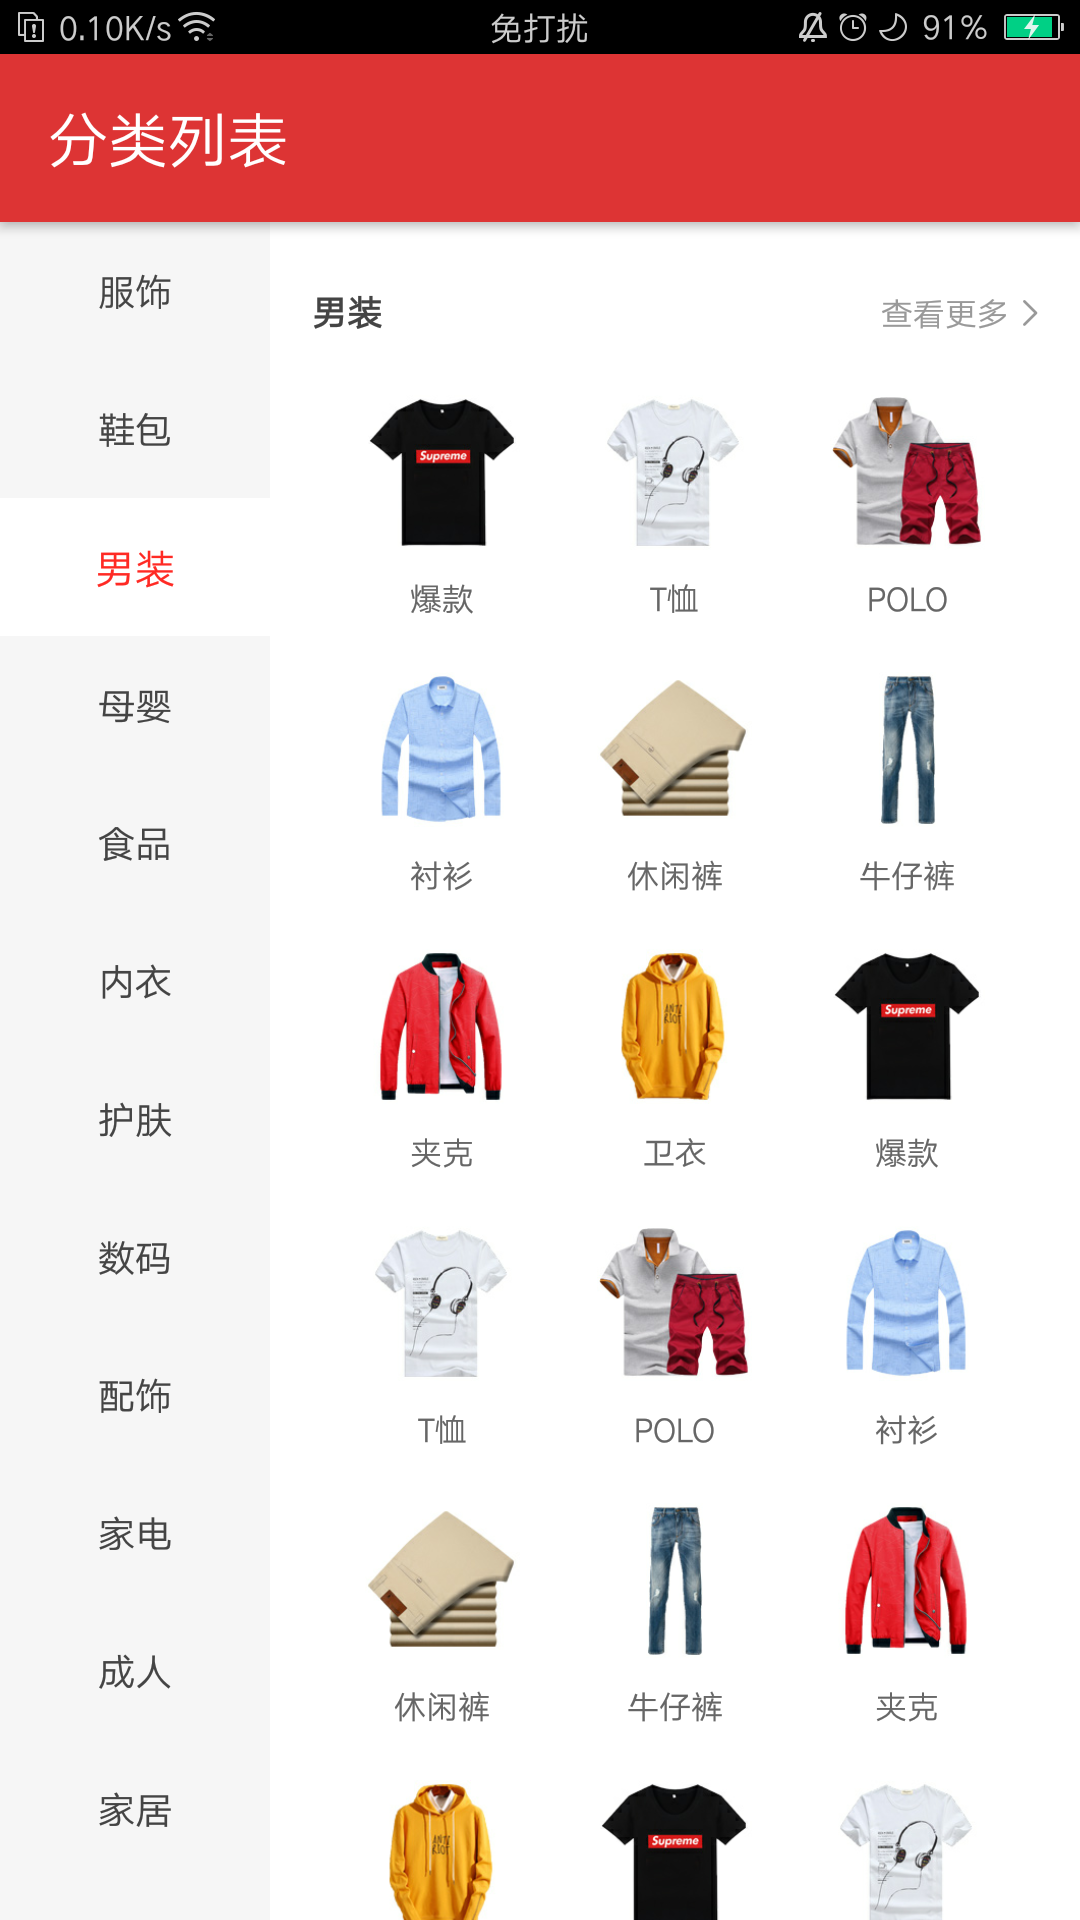 0.10K/s 免打扰 91%
分类列表
服饰
鞋包
男装
母婴
食品
内衣
护肤
数码
配饰
家电
成人
家居
男装 查看更多
Supreme
爆款 T恤 POLO
衬衫 休闲裤 牛仔裤
Supreme
夹克 卫衣 爆款
T恤 POLO 衬衫
休闲裤 牛仔裤 夹克
Supreme